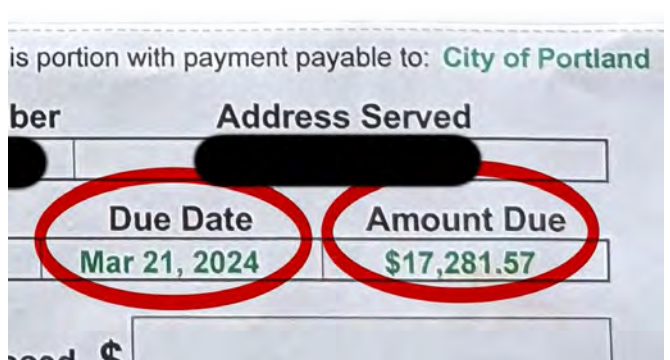 is portion with payment payable to: City of Portland
ber Address Served
Due Date Amount Due
Mar 21, 2024 $17,281.57
$